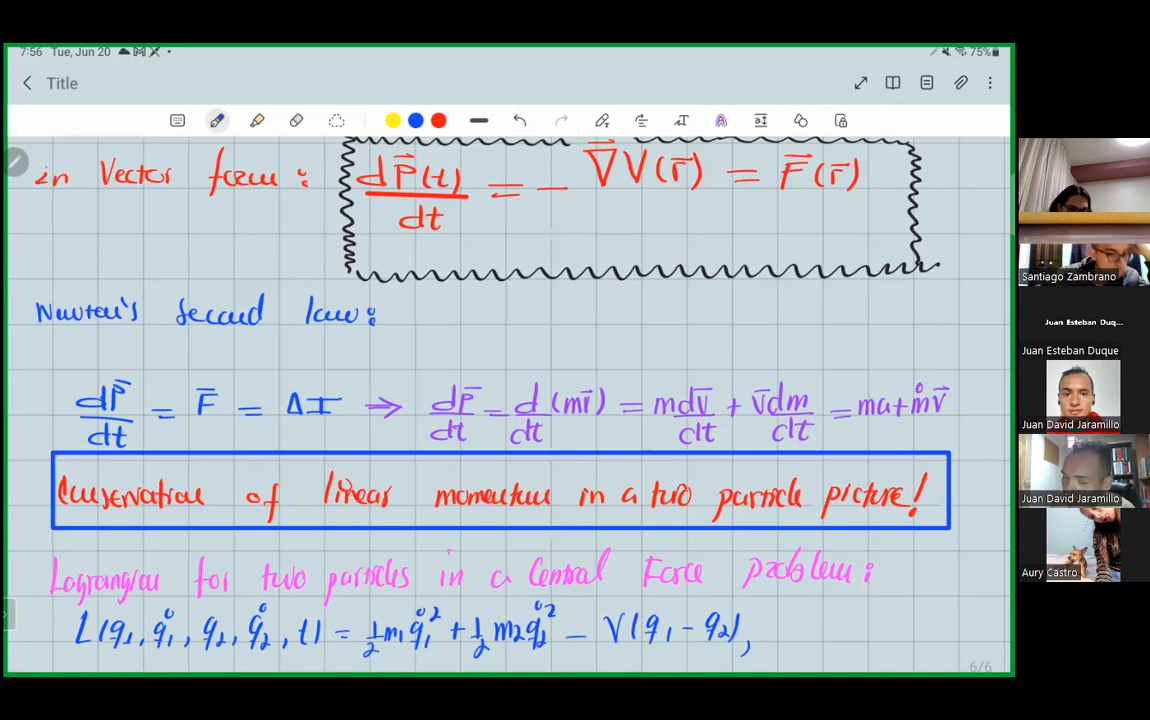 7:56 Tue, Jun 20
75%
Title
in Vector form : dP⃗(t)/dt = - ∇⃗V(r⃗) = F⃗(r⃗)
Newton's second law :
dP⃗/dt = F̄ = ΔI ⇒ dP̄/dt = d/dt (mv̄) = m dv̄/dt + v̄ dm/dt = ma + ṁv⃗
Conservation of linear momentum in a two particle picture!
Lagrangian for two particles in a Central Force problem :
L(q₁, q̇₁, q₂, q̇₂, t) = ½m₁q̇₁² + ½m₂q̇₂² - V(q₁ - q₂),
6/6
Santiago Zambrano
Juan Esteban Duq...
Juan Esteban Duque
Juan David Jaramillo
Juan David Jaramillo
Aury Castro